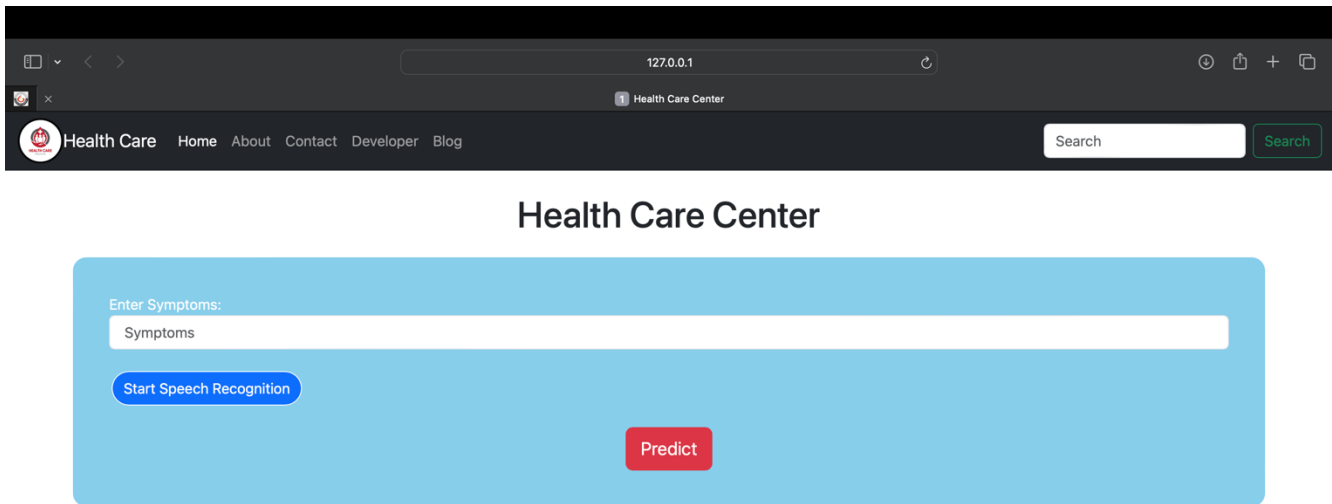 127.0.0.1
1 Health Care Center
Health Care Home About Contact Developer Blog Search Search
Health Care Center
Enter Symptoms:
Symptoms
Start Speech Recognition
Predict